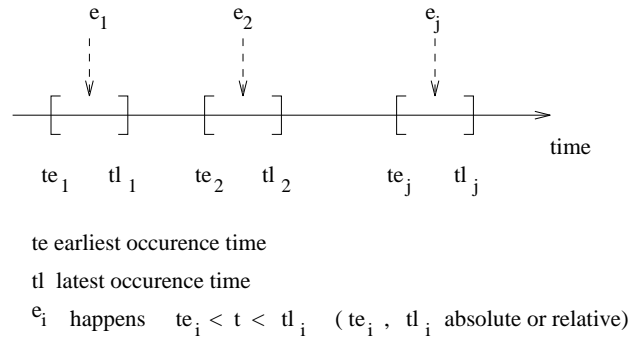 e1 e2 ej
time
te1 tl1 te2 tl2 tej tlj
te earliest occurence time
tl latest occurence time
ei happens tei < t < tli ( tei , tli absolute or relative)